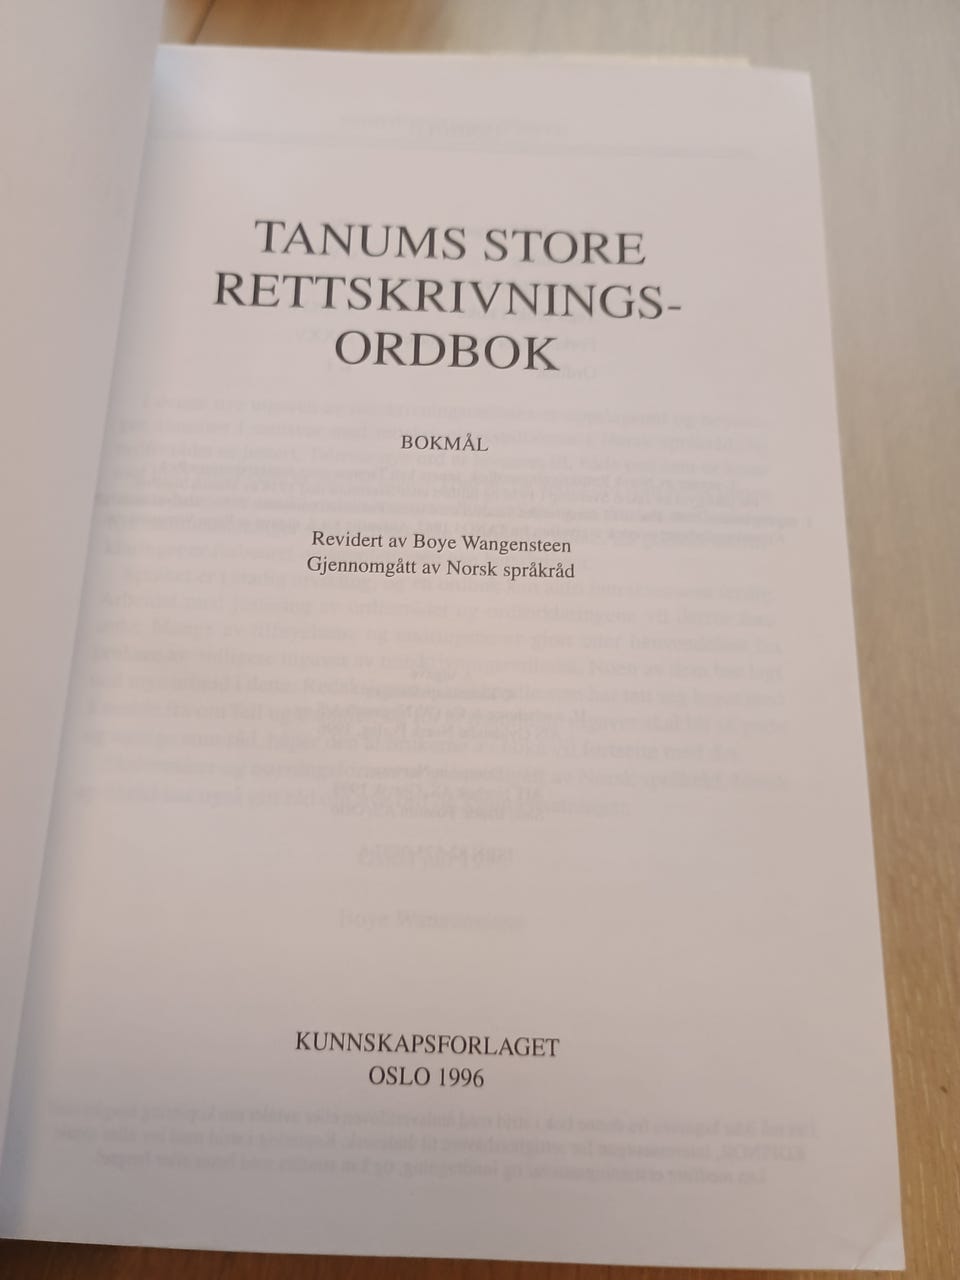 TANUMS STORE
RETTSKRIVNINGS-
ORDBOK
BOKMÅL
Revidert av Boye Wangensteen
Gjennomgått av Norsk språkråd
KUNNSKAPSFORLAGET
OSLO 1996